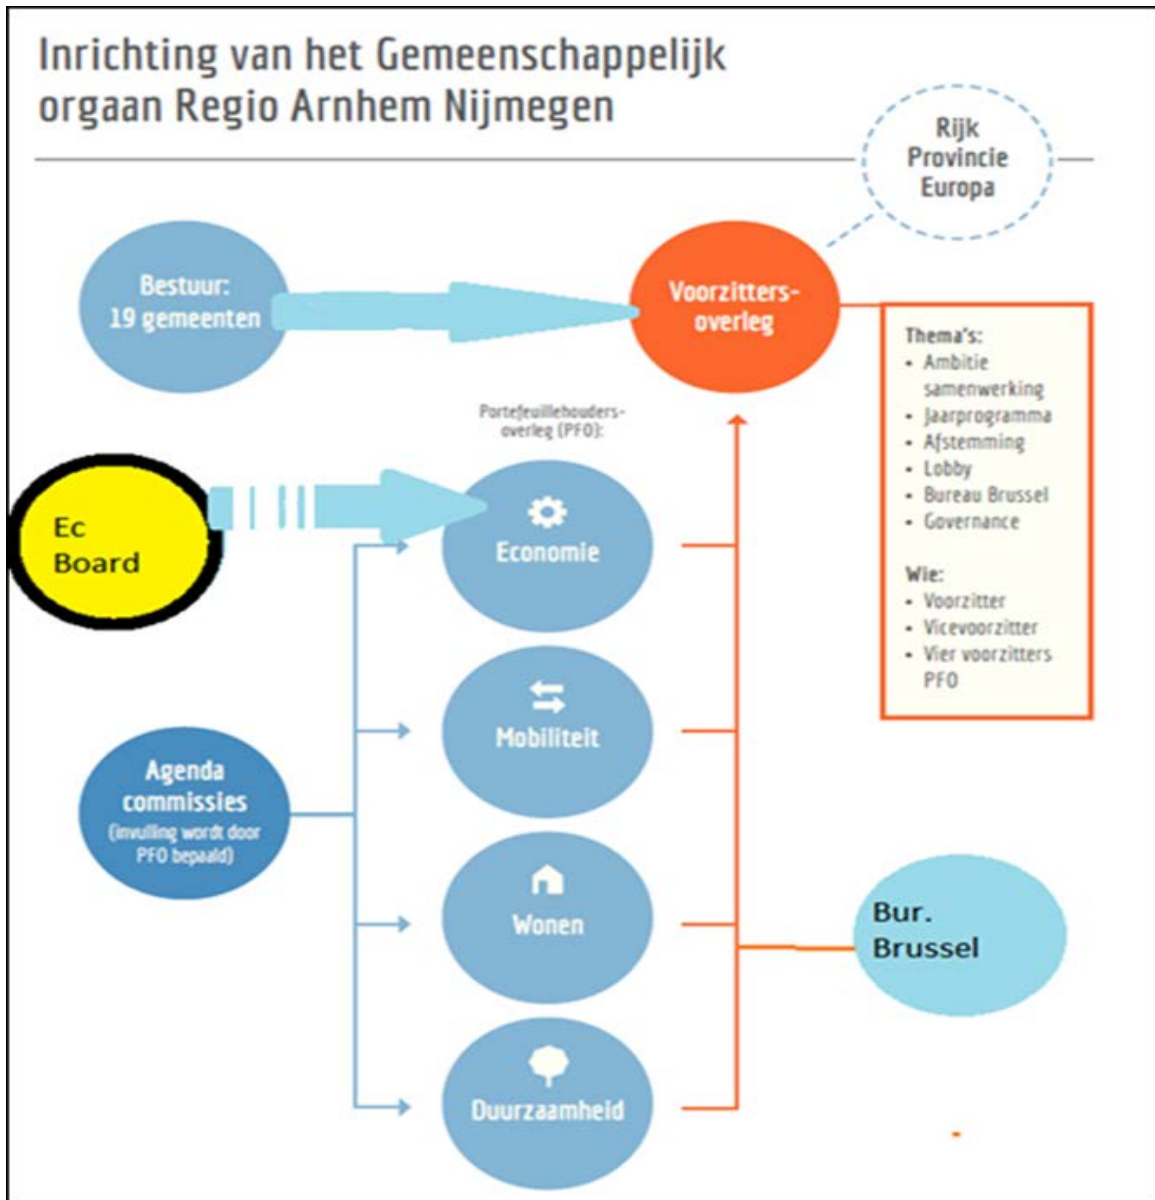 Inrichting van het Gemeenschappelijk
orgaan Regio Arnhem Nijmegen
Rijk
Provincie
Europa
Bestuur:
19 gemeenten
Voorzitters-
overleg
Thema's:
• Ambitie
samenwerking
• Jaarprogramma
• Afstemming
• Lobby
• Bureau Brussel
• Governance
Wie:
• Voorzitter
• Vicevoorzitter
• Vier voorzitters
PFO
Portefeuillehouders-
overleg (PFO):
Ec
Board
Economie
Mobiliteit
Agenda
commissies
(invulling wordt door
PFO bepaald)
Wonen
Bur.
Brussel
Duurzaamheid